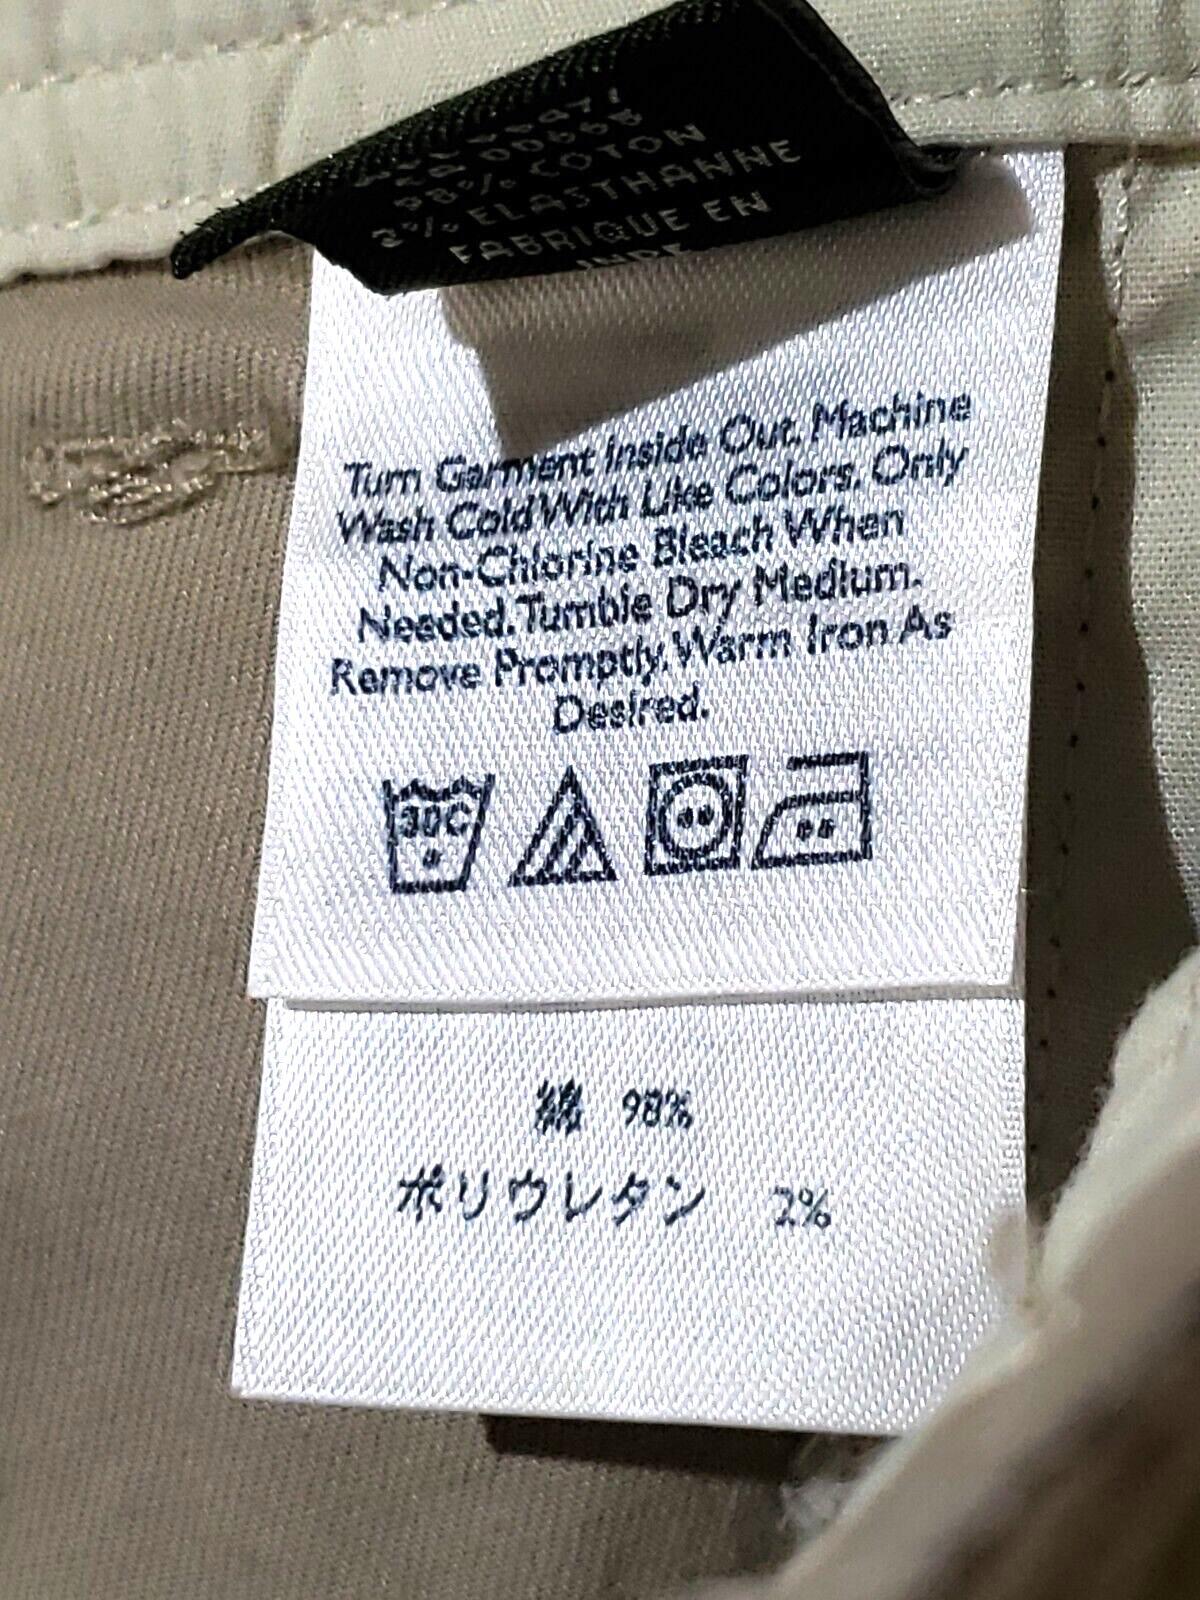 98% COTON
2% ELASTHANNE
FABRIQUE EN
INDE
Turn Garment Inside Out. Machine
Wash Cold With Like Colors. Only
Non-Chlorine Bleach When
Needed. Tumble Dry Medium.
Remove Promptly. Warm Iron As
Desired.
30C
綿 98%
ポリウレタン 2%